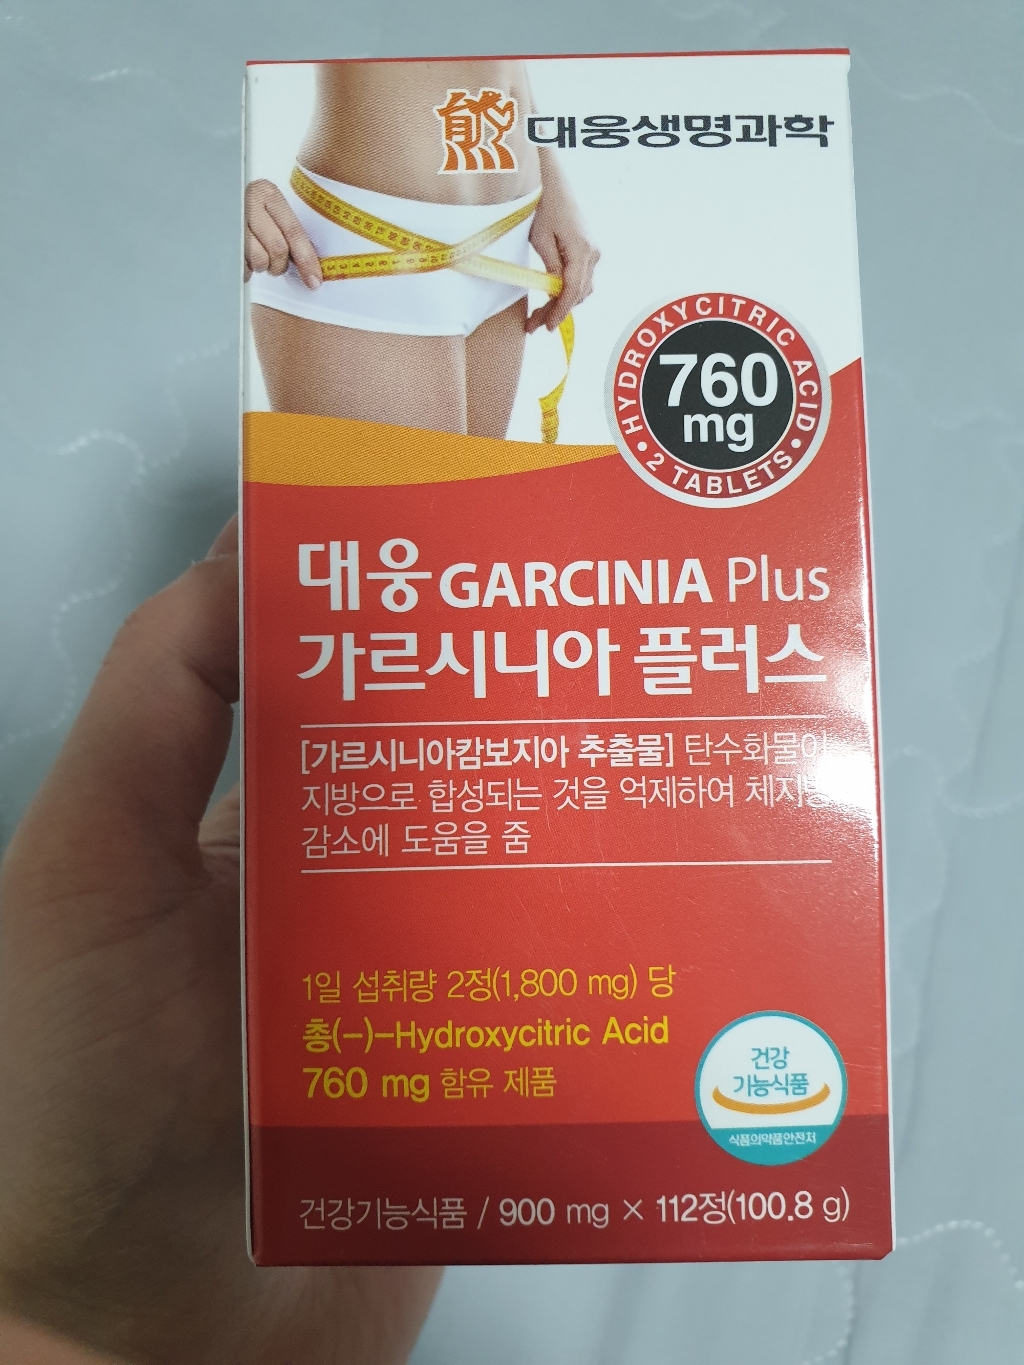 대웅생명과학
HYDROXYCITRIC ACID
760
mg
• 2 TABLETS •
대웅 GARCINIA Plus
가르시니아 플러스
[가르시니아캄보지아 추출물] 탄수화물이
지방으로 합성되는 것을 억제하여 체지방
감소에 도움을 줌
1일 섭취량 2정(1,800 mg) 당
총(-)-Hydroxycitric Acid
760 mg 함유 제품
건강
기능식품
식품의약품안전처
건강기능식품 / 900 mg × 112정(100.8 g)